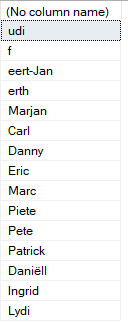 (No column name)
udi
f
eert-Jan
erth
Marjan
Carl
Danny
Eric
Marc
Piete
Pete
Patrick
Daniëll
Ingrid
Lydi